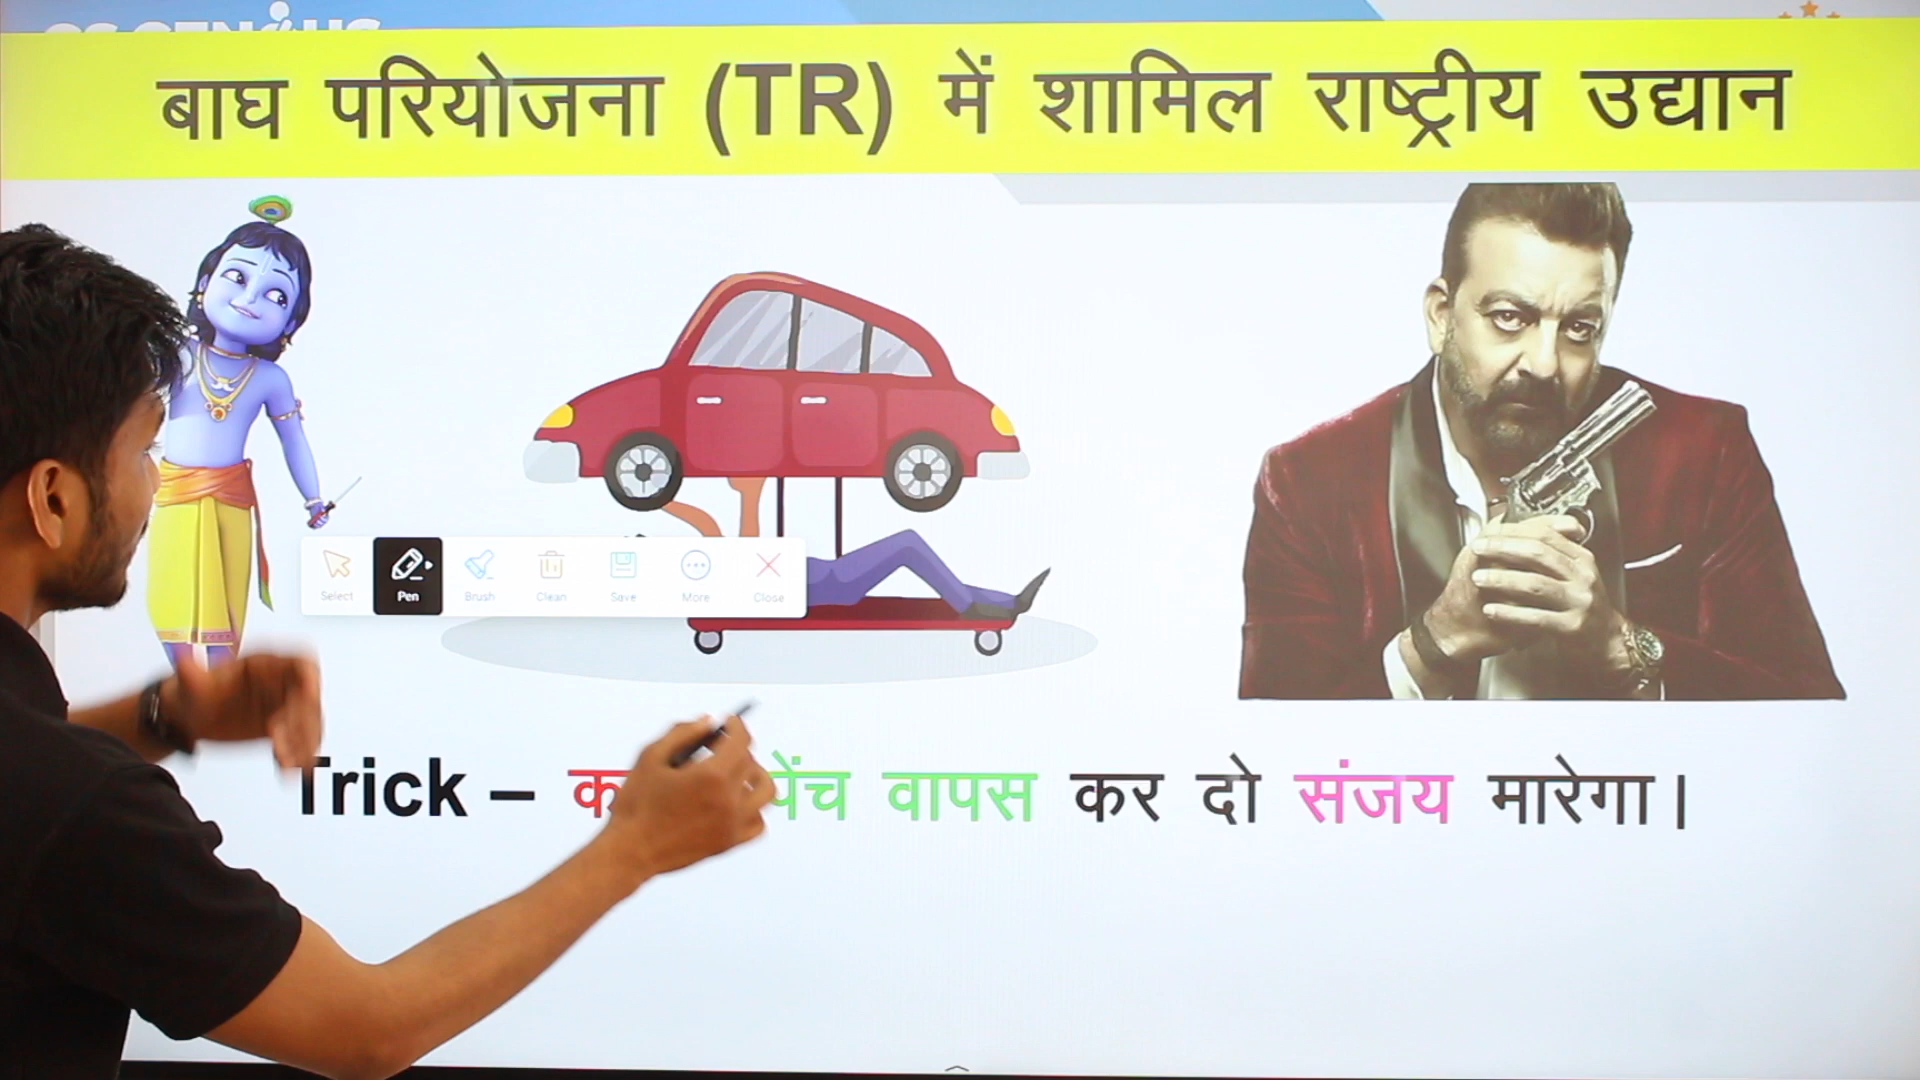 बाघ परियोजना (TR) में शामिल राष्ट्रीय उद्यान
Select Pen Brush Clean Save More Close
Trick – पेंच वापस कर दो संजय मारेगा।